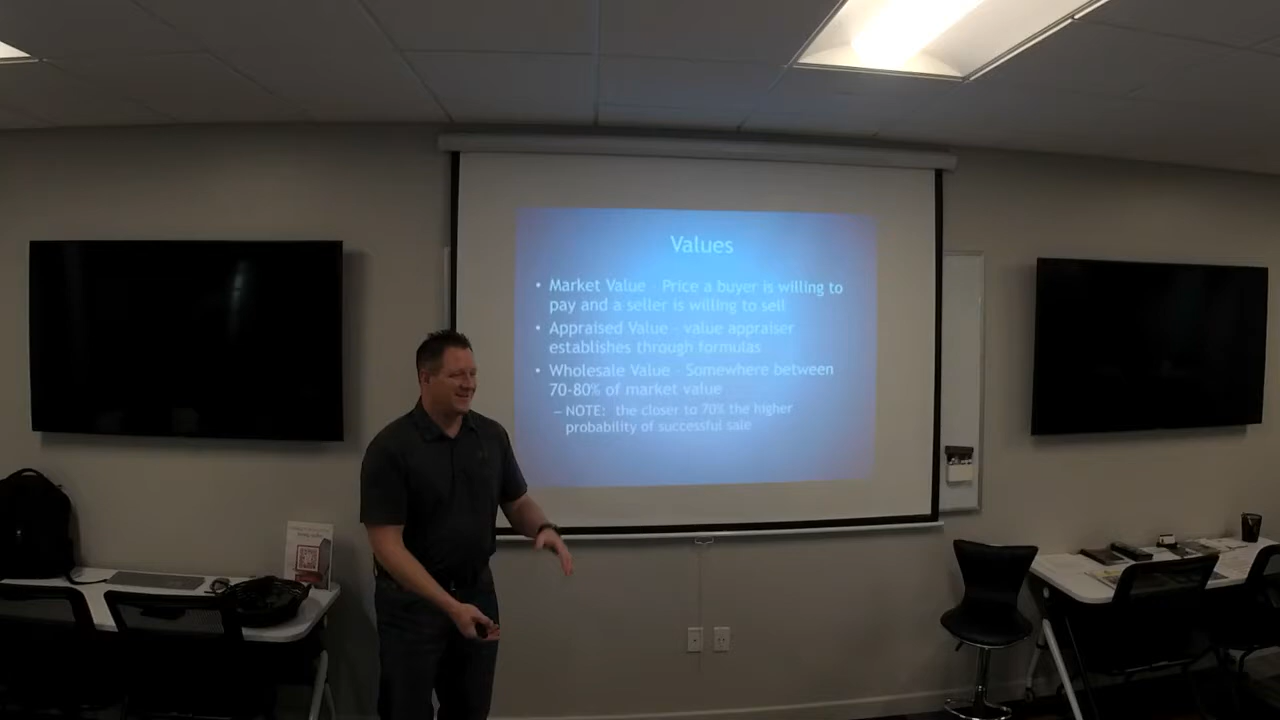 Values
• Market Value - Price a buyer is willing to
pay and a seller is willing to sell
• Appraised Value - value appraiser
establishes through formulas
• Wholesale Value - Somewhere between
70-80% of market value
– NOTE: the closer to 70% the higher
probability of successful sale